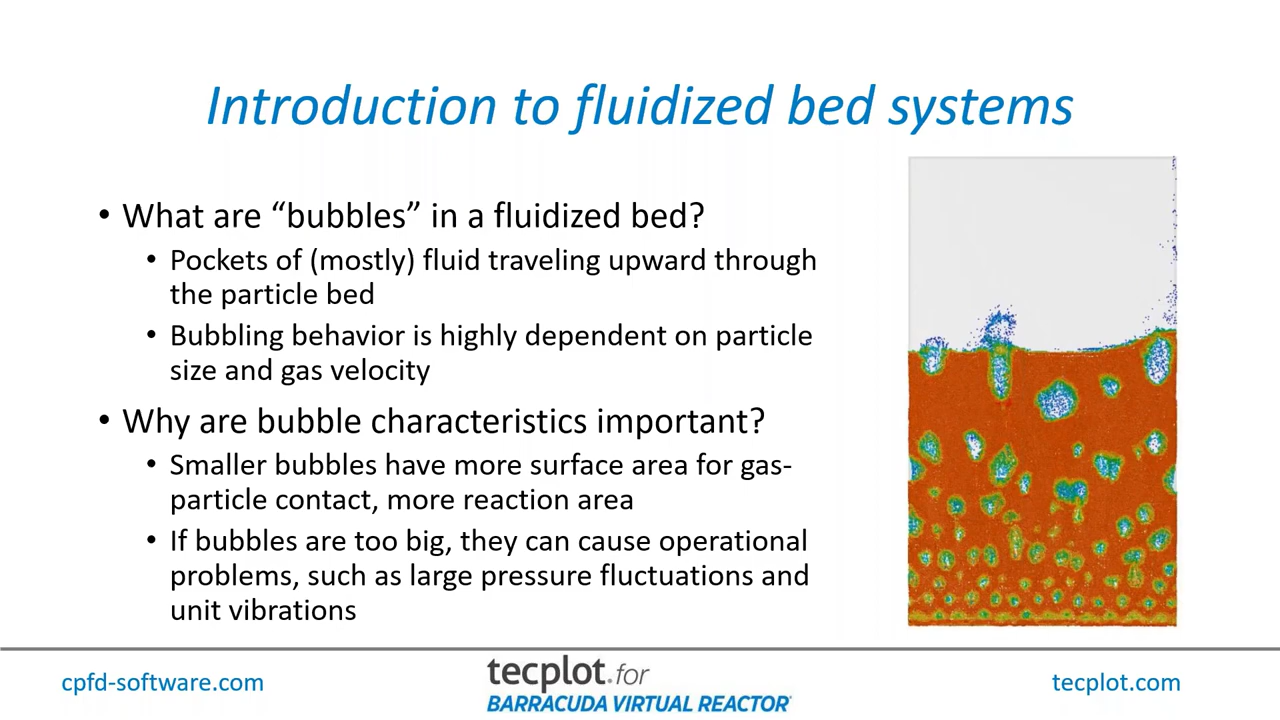 Introduction to fluidized bed systems
• What are “bubbles” in a fluidized bed?
• Pockets of (mostly) fluid traveling upward through
the particle bed
• Bubbling behavior is highly dependent on particle
size and gas velocity
• Why are bubble characteristics important?
• Smaller bubbles have more surface area for gas-
particle contact, more reaction area
• If bubbles are too big, they can cause operational
problems, such as large pressure fluctuations and
unit vibrations
cpfd-software.com
tecplot.for
BARRACUDA VIRTUAL REACTOR
tecplot.com